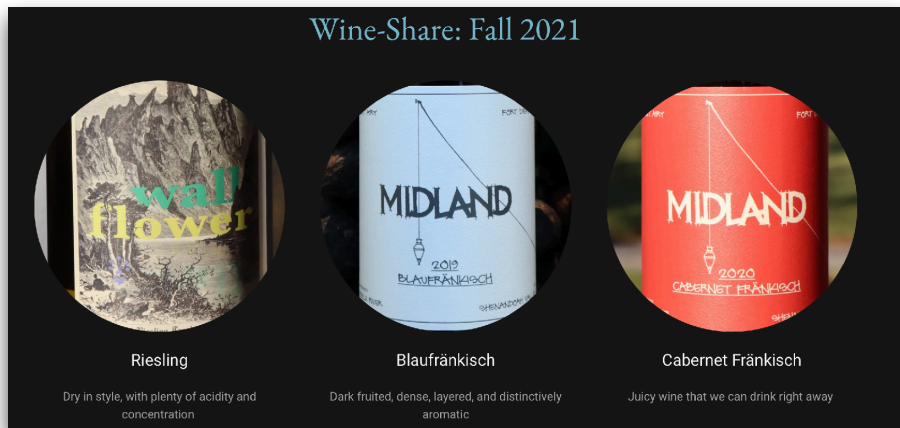 Wine-Share: Fall 2021
wall
flower
MIDLAND
2019
BLAUFRÄNKISCH
MIDLAND
2020
CABERNET FRÄNKISCH
Riesling
Blaufränkisch
Cabernet Fränkisch
Dry in style, with plenty of acidity and
concentration
Dark fruited, dense, layered, and distinctively
aromatic
Juicy wine that we can drink right away